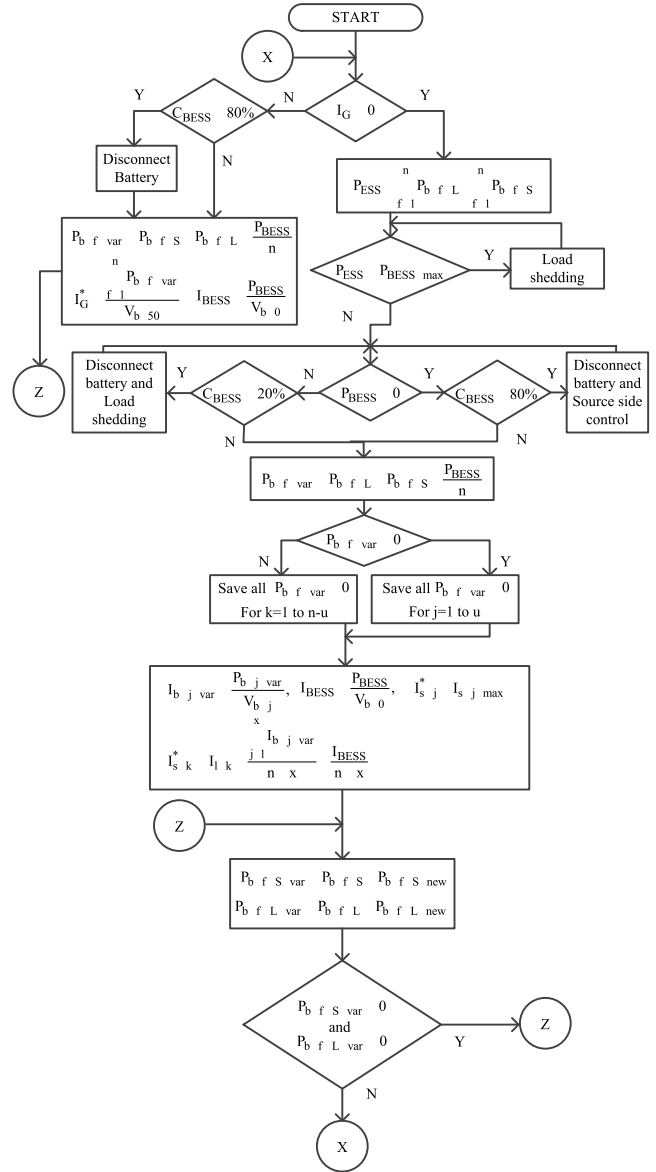 START
X
Y
N
Y
C BESS 80%
I G 0
N
Disconnect
Battery
n n
P ESS P b f L P b f S
f 1 f 1
P b f var P b f S P b f L P BESS
n
n
P b f var
I * G f 1 I BESS P BESS
V b 50 V b 0
P ESS P BESS max
Y
Load
shedding
N
Z
Disconnect
battery and
Load
shedding
Y
C BESS 20%
N
P BESS 0
Y
C BESS 80%
Y
Disconnect
battery and
Source side
control
N
N
P b f var P b f L P b f S P BESS
n
P b f var 0
N
Y
Save all P b f var 0
For k=1 to n-u
Save all P b f var 0
For j=1 to u
I b j var P b j var , I BESS P BESS , I * s j I s j max
V b j V b 0
x
I b j var
I * s k I l k j 1 I BESS
n x n x
Z
P b f S var P b f S P b f S new
P b f L var P b f L P b f L new
P b f S var 0
and
P b f L var 0
Y
Z
N
X